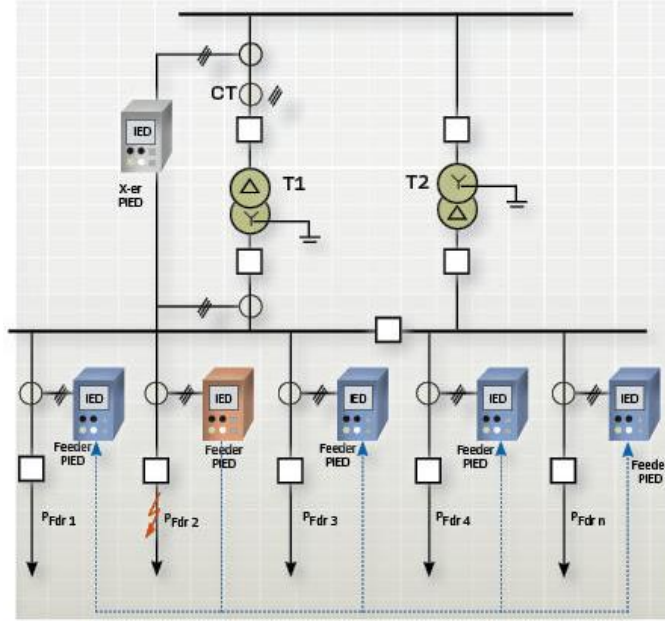 CT
IED
X-er
PIED
T1
T2
Δ
Y
Y
Δ
IED
IED
IED
IED
IED
Feeder
PIED
Feeder
PIED
Feeder
PIED
Feeder
PIED
Feeder
PIED
PFdr 1
PFdr 2
PFdr 3
PFdr 4
PFdr n